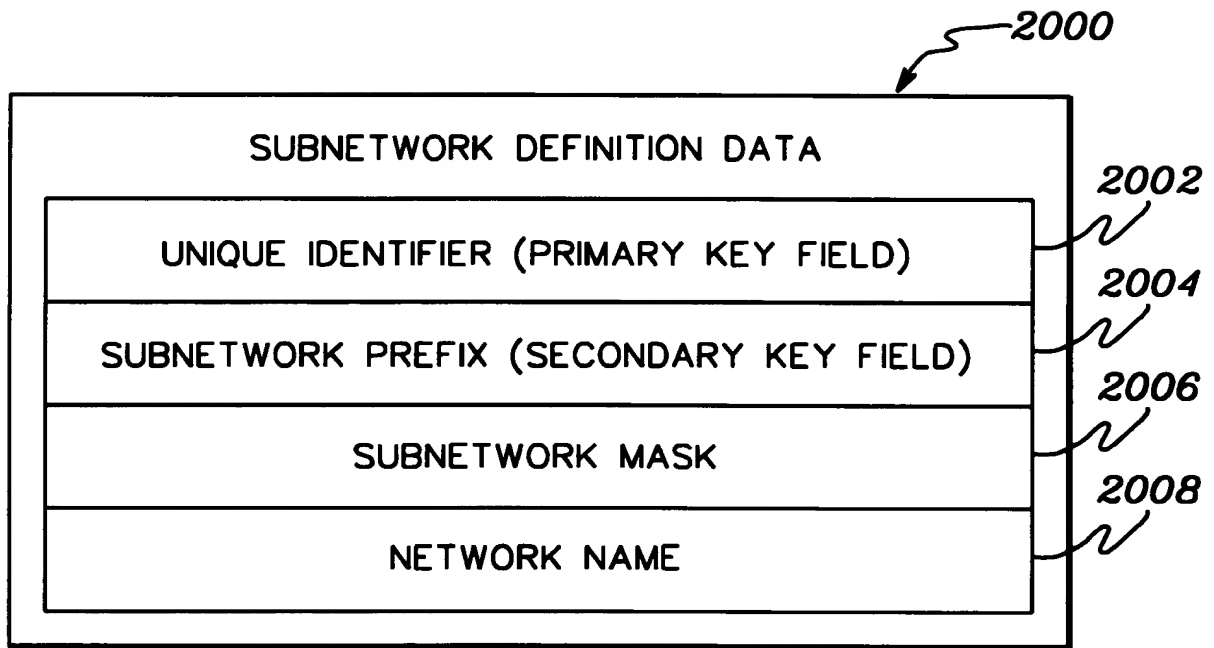 2000
SUBNETWORK DEFINITION DATA
2002
UNIQUE IDENTIFIER (PRIMARY KEY FIELD)
2004
SUBNETWORK PREFIX (SECONDARY KEY FIELD)
2006
SUBNETWORK MASK
2008
NETWORK NAME